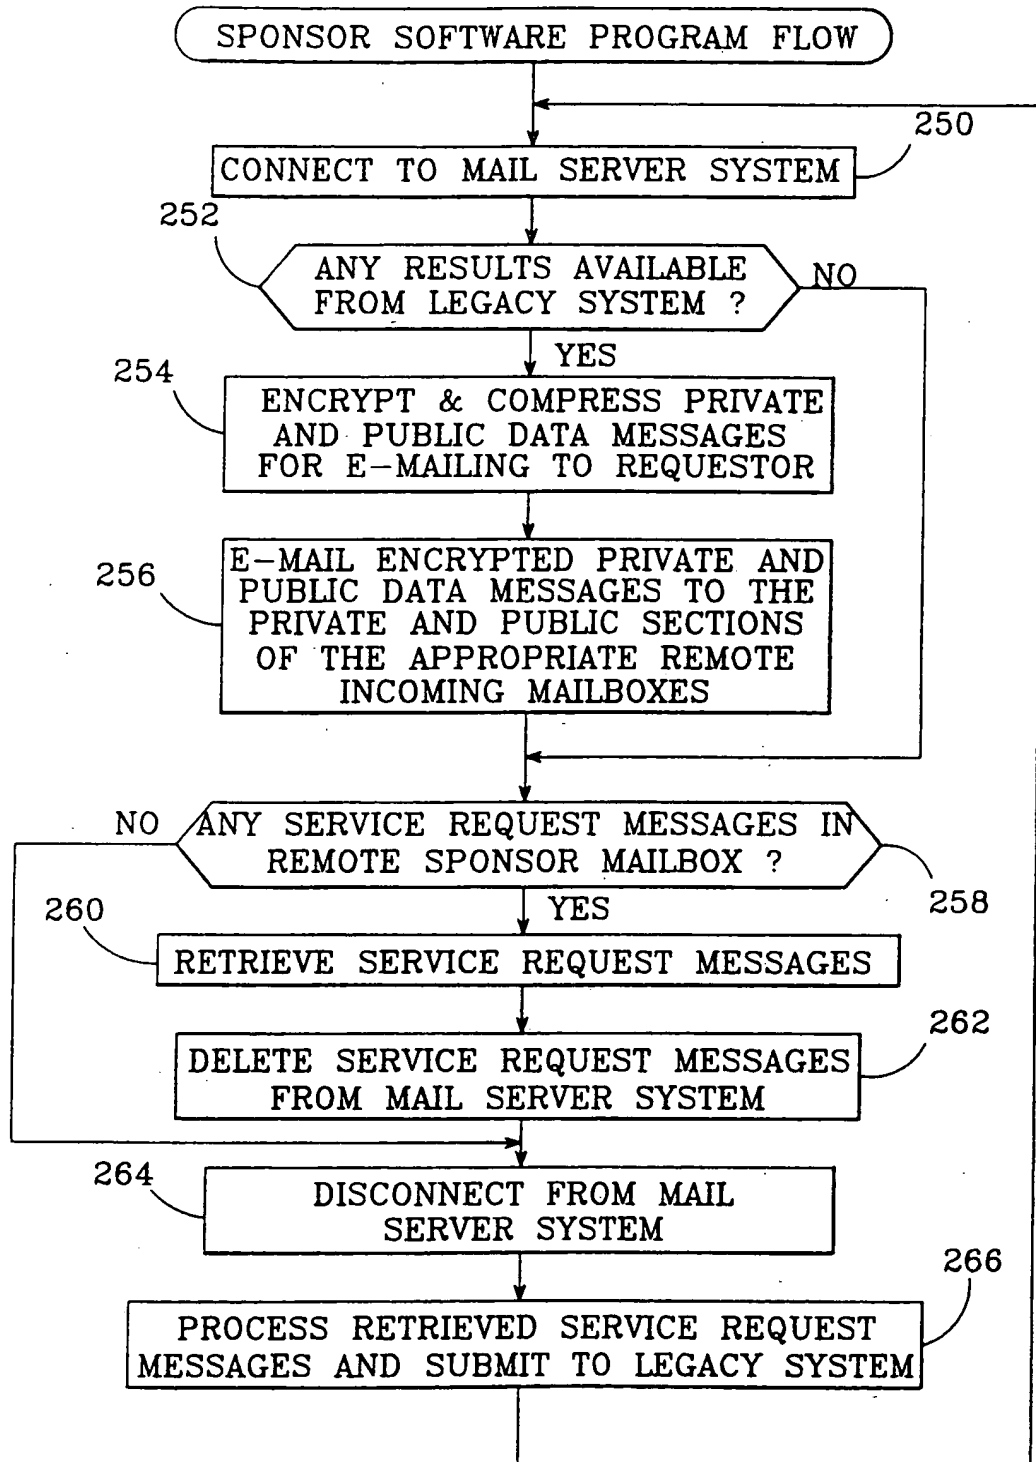 SPONSOR SOFTWARE PROGRAM FLOW
250
CONNECT TO MAIL SERVER SYSTEM
252
ANY RESULTS AVAILABLE
FROM LEGACY SYSTEM ?
NO
YES
254
ENCRYPT & COMPRESS PRIVATE
AND PUBLIC DATA MESSAGES
FOR E-MAILING TO REQUESTOR
256
E-MAIL ENCRYPTED PRIVATE AND
PUBLIC DATA MESSAGES TO THE
PRIVATE AND PUBLIC SECTIONS
OF THE APPROPRIATE REMOTE
INCOMING MAILBOXES
NO
ANY SERVICE REQUEST MESSAGES IN
REMOTE SPONSOR MAILBOX ?
258
YES
260
RETRIEVE SERVICE REQUEST MESSAGES
262
DELETE SERVICE REQUEST MESSAGES
FROM MAIL SERVER SYSTEM
264
DISCONNECT FROM MAIL
SERVER SYSTEM
266
PROCESS RETRIEVED SERVICE REQUEST
MESSAGES AND SUBMIT TO LEGACY SYSTEM